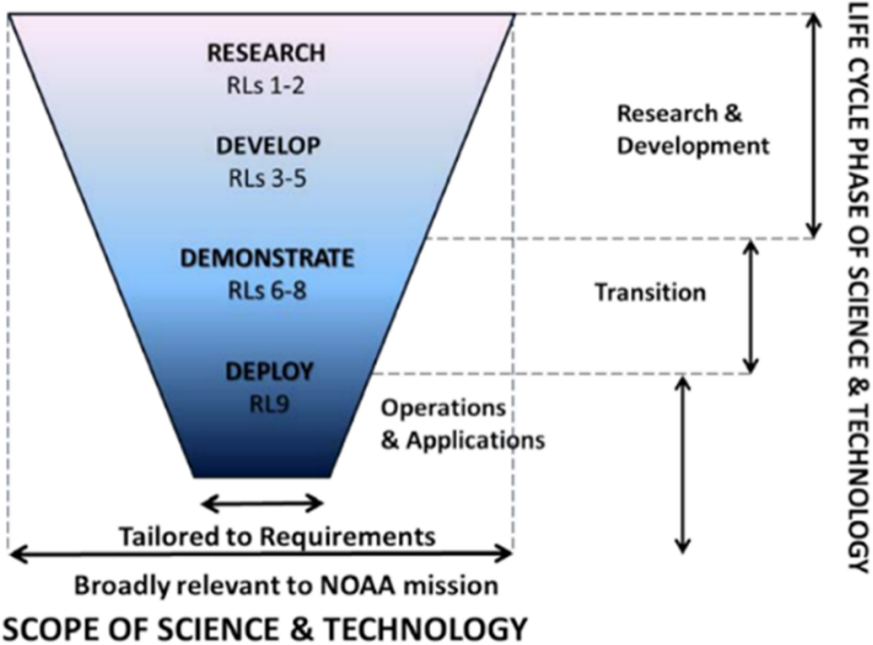 RESEARCH
RLs 1-2
DEVELOP
RLs 3-5
DEMONSTRATE
RLs 6-8
DEPLOY
RL9
Research &
Development
Transition
Operations
& Applications
Tailored to Requirements
Broadly relevant to NOAA mission
SCOPE OF SCIENCE & TECHNOLOGY
LIFE CYCLE PHASE OF SCIENCE & TECHNOLOGY